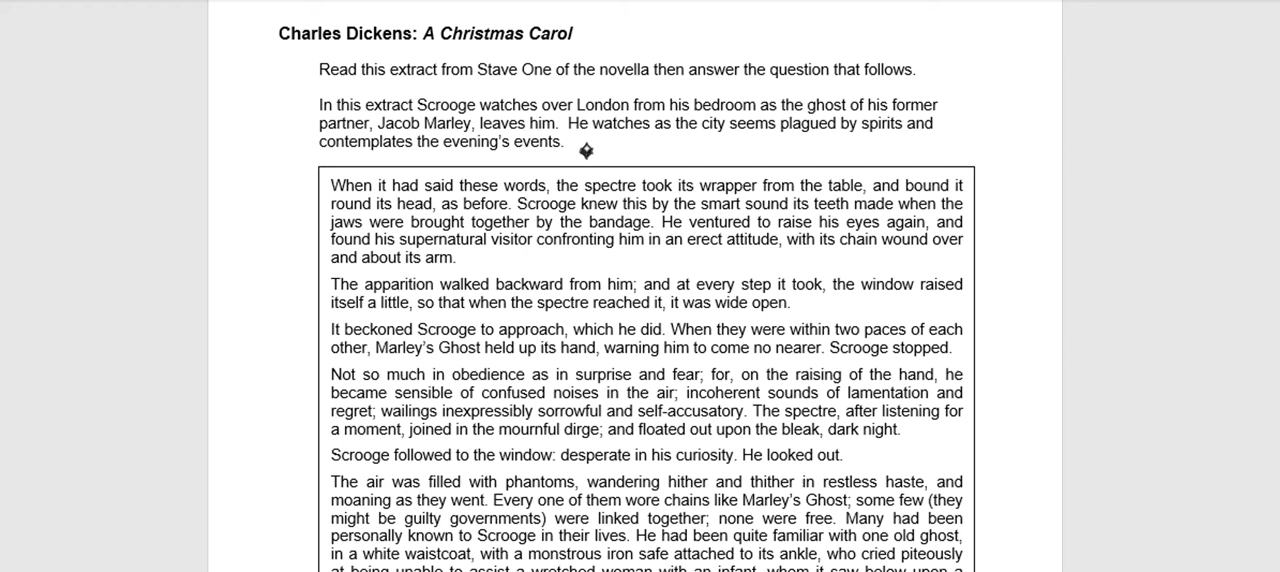 Charles Dickens: A Christmas Carol
Read this extract from Stave One of the novella then answer the question that follows.
In this extract Scrooge watches over London from his bedroom as the ghost of his former
partner, Jacob Marley, leaves him. He watches as the city seems plagued by spirits and
contemplates the evening's events.
When it had said these words, the spectre took its wrapper from the table, and bound it
round its head, as before. Scrooge knew this by the smart sound its teeth made when the
jaws were brought together by the bandage. He ventured to raise his eyes again, and
found his supernatural visitor confronting him in an erect attitude, with its chain wound over
and about its arm.
The apparition walked backward from him; and at every step it took, the window raised
itself a little, so that when the spectre reached it, it was wide open.
It beckoned Scrooge to approach, which he did. When they were within two paces of each
other, Marley's Ghost held up its hand, warning him to come no nearer. Scrooge stopped.
Not so much in obedience as in surprise and fear; for, on the raising of the hand, he
became sensible of confused noises in the air; incoherent sounds of lamentation and
regret; wailings inexpressibly sorrowful and self-accusatory. The spectre, after listening for
a moment, joined in the mournful dirge; and floated out upon the bleak, dark night.
Scrooge followed to the window: desperate in his curiosity. He looked out.
The air was filled with phantoms, wandering hither and thither in restless haste, and
moaning as they went. Every one of them wore chains like Marley's Ghost; some few (they
might be guilty governments) were linked together; none were free. Many had been
personally known to Scrooge in their lives. He had been quite familiar with one old ghost,
in a white waistcoat, with a monstrous iron safe attached to its ankle, who cried piteously
at being unable to assist a wretched woman with an infant, whom it saw below upon a